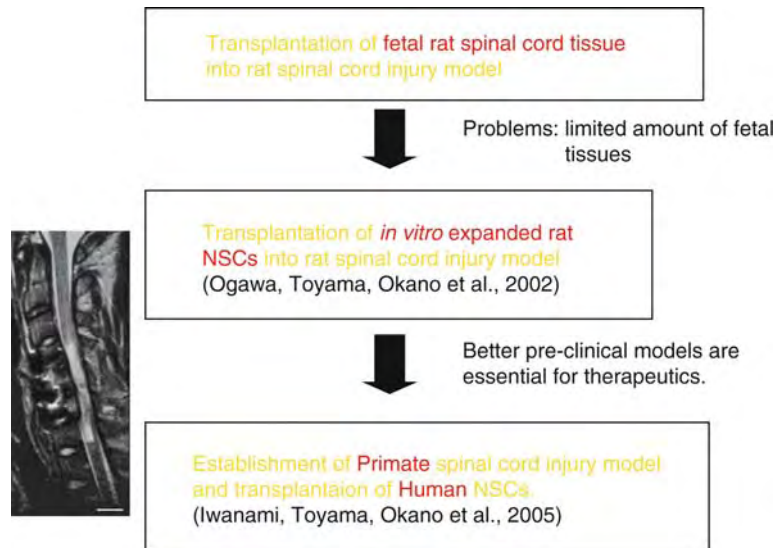 Transplantation of fetal rat spinal cord tissue
into rat spinal cord injury model
Problems: limited amount of fetal
tissues
Transplantation of in vitro expanded rat
NSCs into rat spinal cord injury model
(Ogawa, Toyama, Okano et al., 2002)
Better pre-clinical models are
essential for therapeutics.
Establishment of Primate spinal cord injury model
and transplantaion of Human NSCs.
(Iwanami, Toyama, Okano et al., 2005)